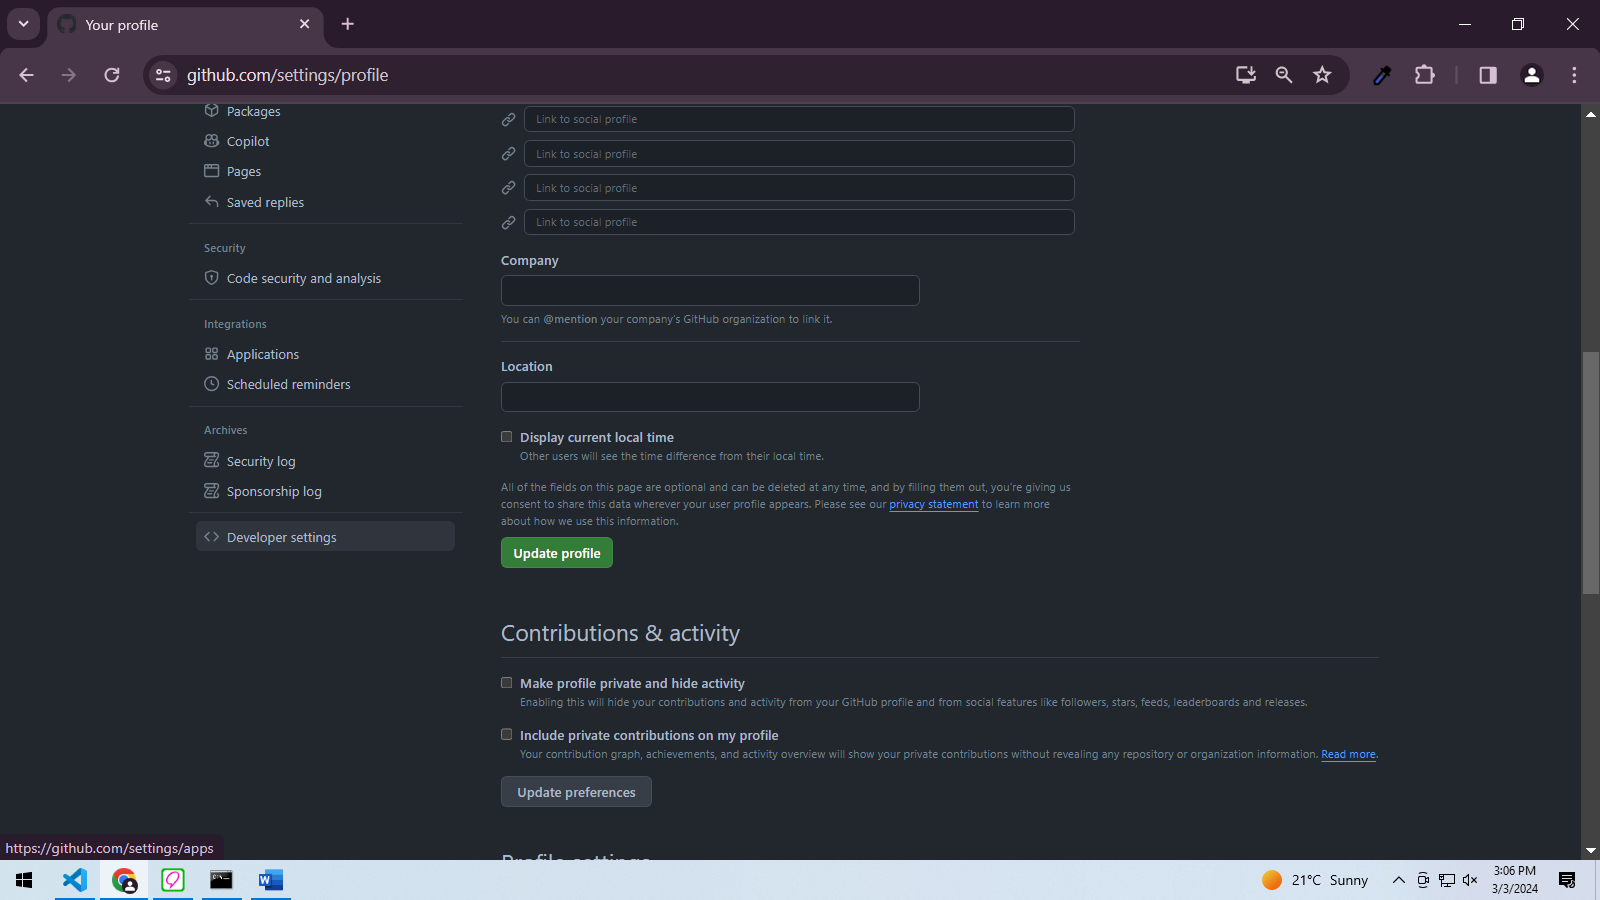 Your profile
github.com/settings/profile
Packages
Copilot
Pages
Saved replies
Security
Code security and analysis
Integrations
Applications
Scheduled reminders
Archives
Security log
Sponsorship log
Developer settings
Link to social profile
Link to social profile
Link to social profile
Link to social profile
Company
You can @mention your company's GitHub organization to link it.
Location
Display current local time
Other users will see the time difference from their local time.
All of the fields on this page are optional and can be deleted at any time, and by filling them out, you're giving us
consent to share this data wherever your user profile appears. Please see our privacy statement to learn more
about how we use this information.
Update profile
Contributions & activity
Make profile private and hide activity
Enabling this will hide your contributions and activity from your GitHub profile and from social features like followers, stars, feeds, leaderboards and releases.
Include private contributions on my profile
Your contribution graph, achievements, and activity overview will show your private contributions without revealing any repository or organization information. Read more.
Update preferences
Profile settings
https://github.com/settings/apps
21°C Sunny
3:06 PM
3/3/2024